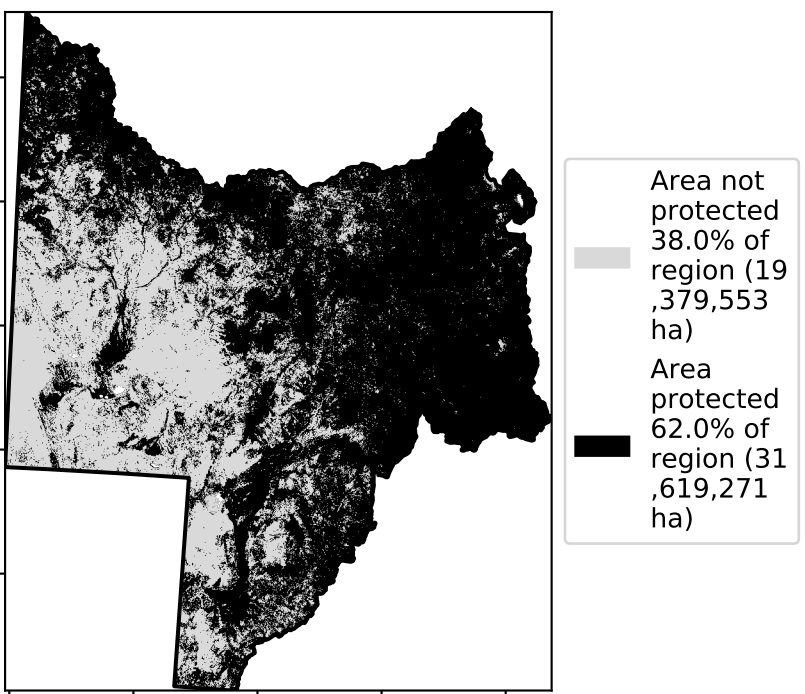 Area not
protected
38.0% of
region (19
,379,553
ha)
Area
protected
62.0% of
region (31
,619,271
ha)